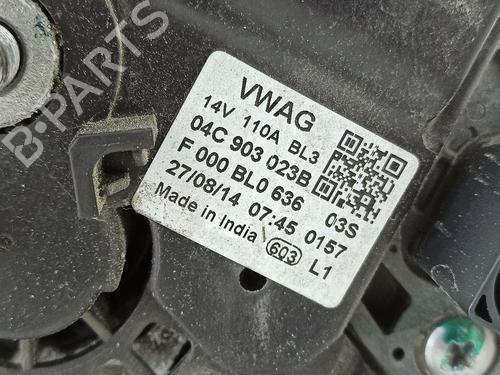 VWAG
14V 110A BL3
04C 903 023B
F 000 BL0 636 03S
27/08/14 07:45 0157
Made in India 603 L1
B-PARTS